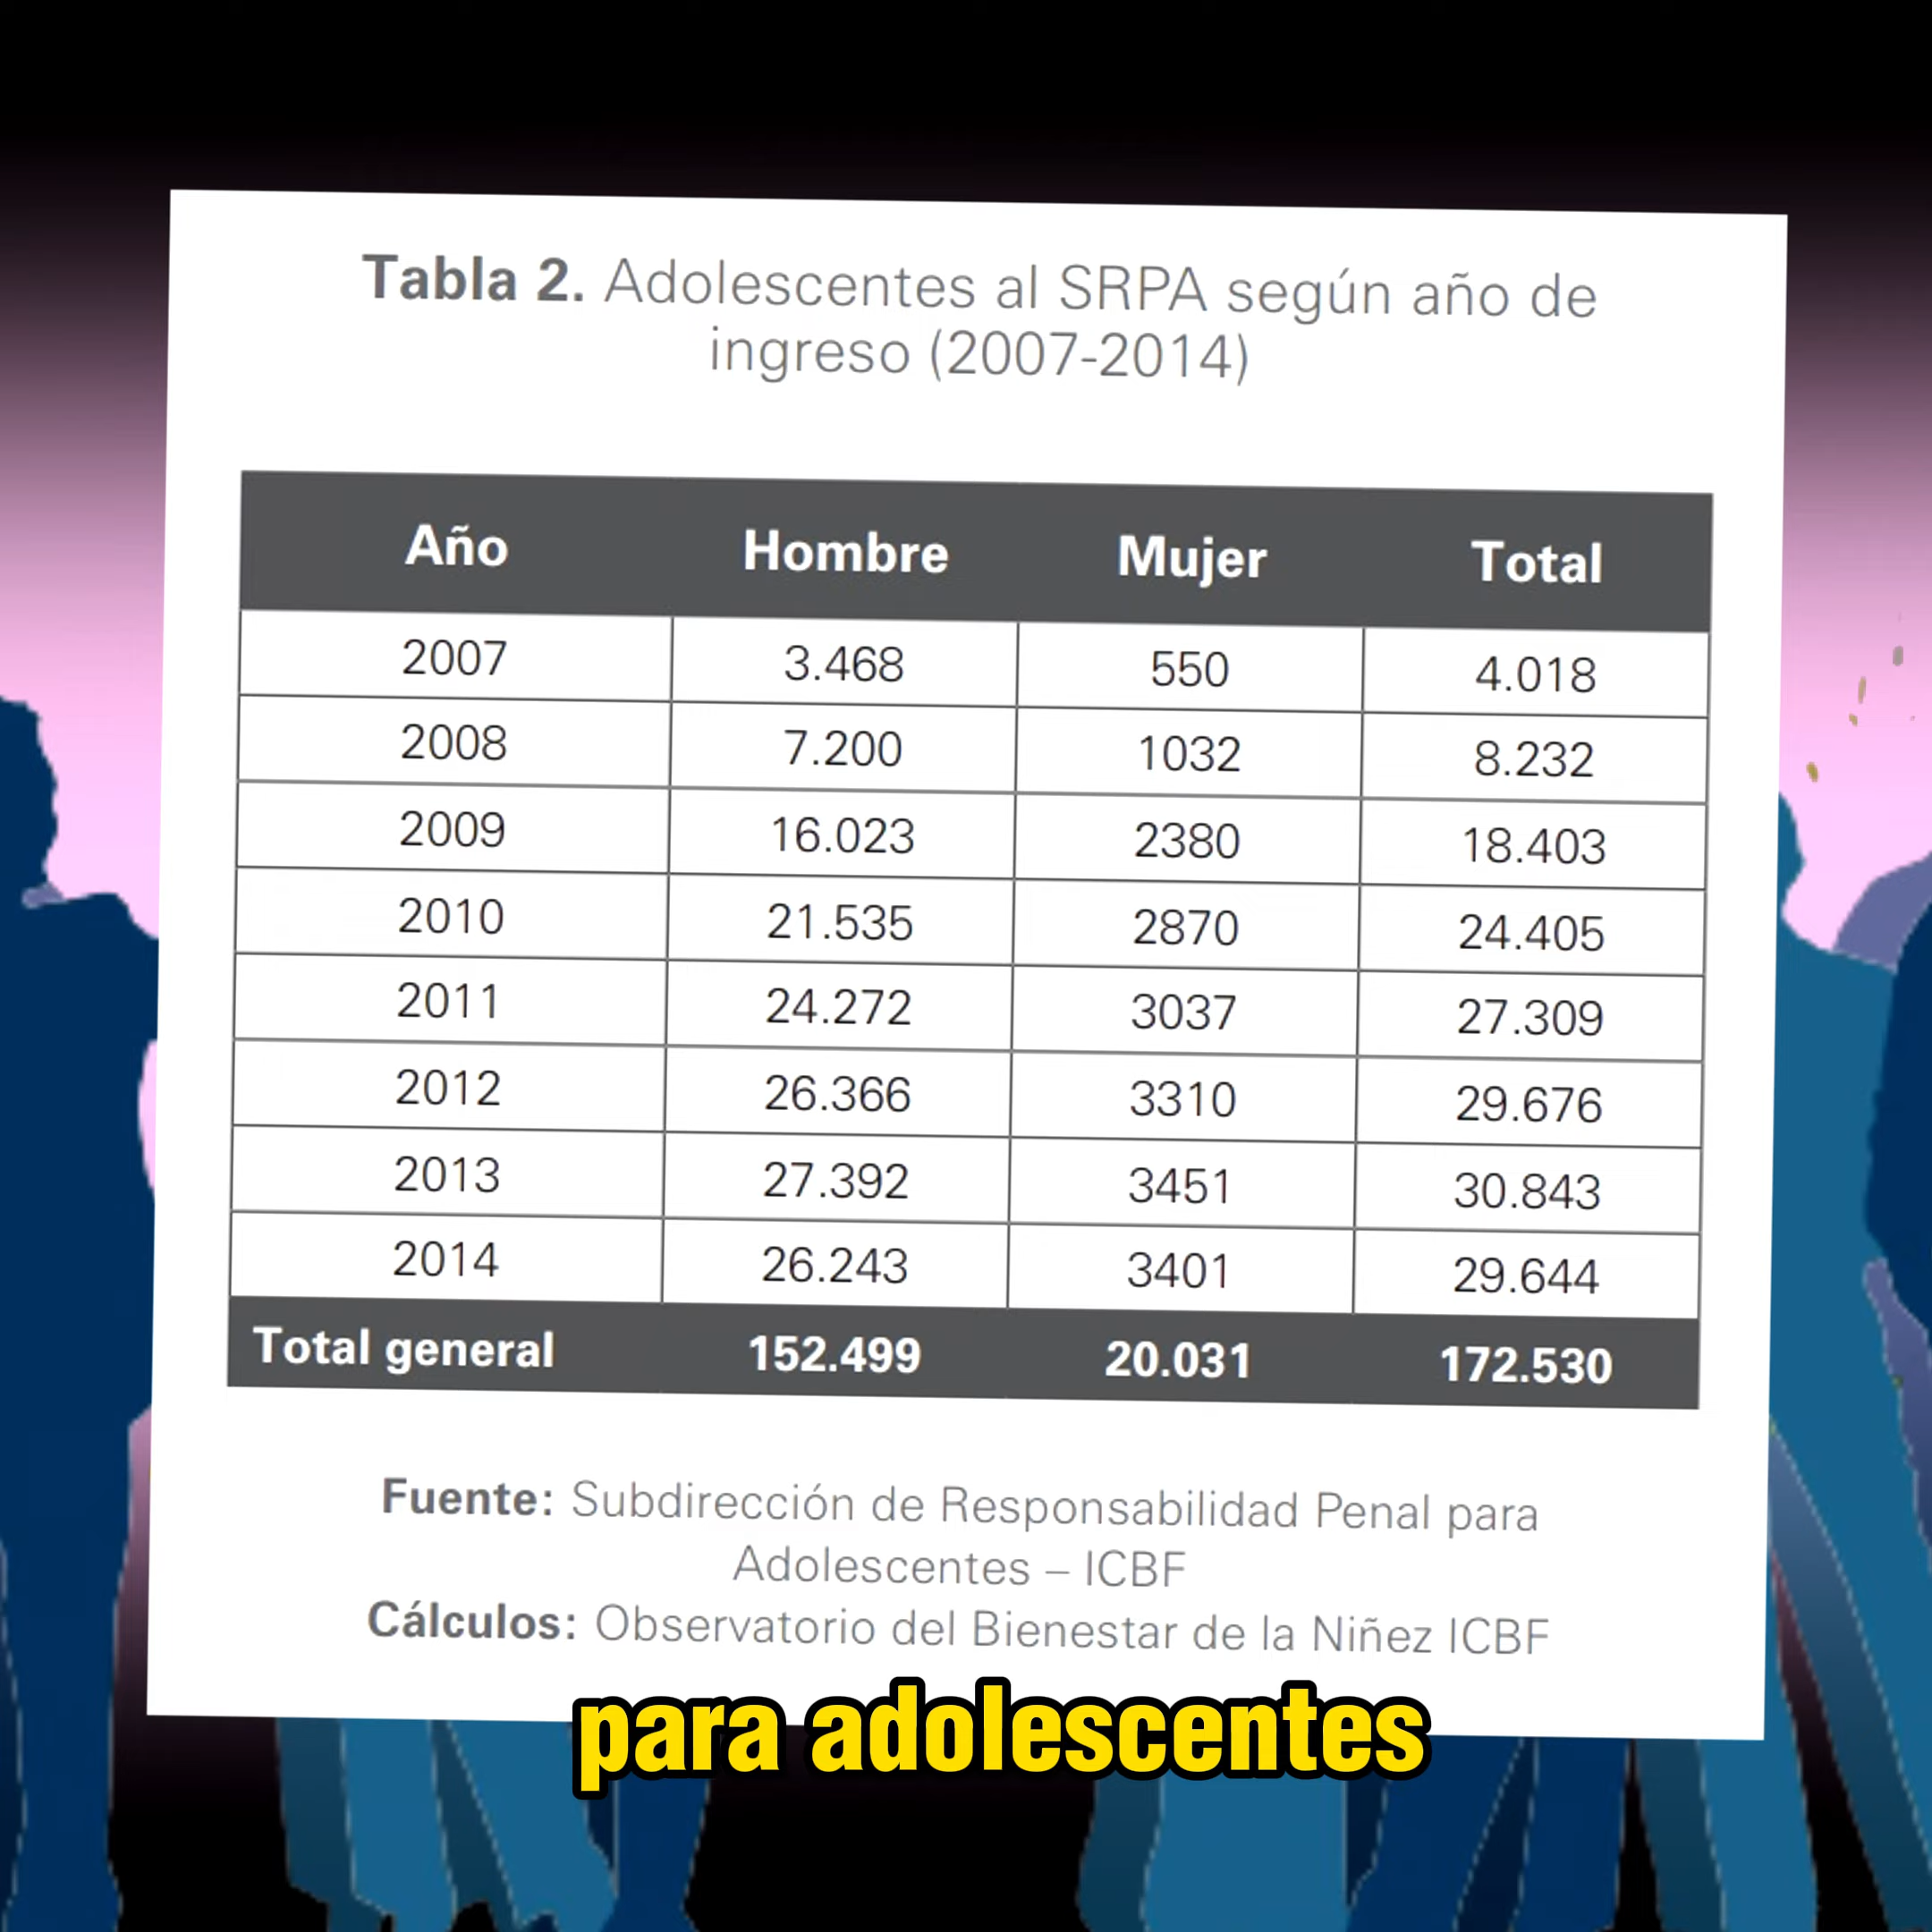 Tabla 2. Adolescentes al SRPA según año de
ingreso (2007-2014)
Año Hombre Mujer Total
2007 3.468 550 4.018
2008 7.200 1032 8.232
2009 16.023 2380 18.403
2010 21.535 2870 24.405
2011 24.272 3037 27.309
2012 26.366 3310 29.676
2013 27.392 3451 30.843
2014 26.243 3401 29.644
Total general 152.499 20.031 172.530
Fuente: Subdirección de Responsabilidad Penal para
Adolescentes – ICBF
Cálculos: Observatorio del Bienestar de la Niñez ICBF
para adolescentes